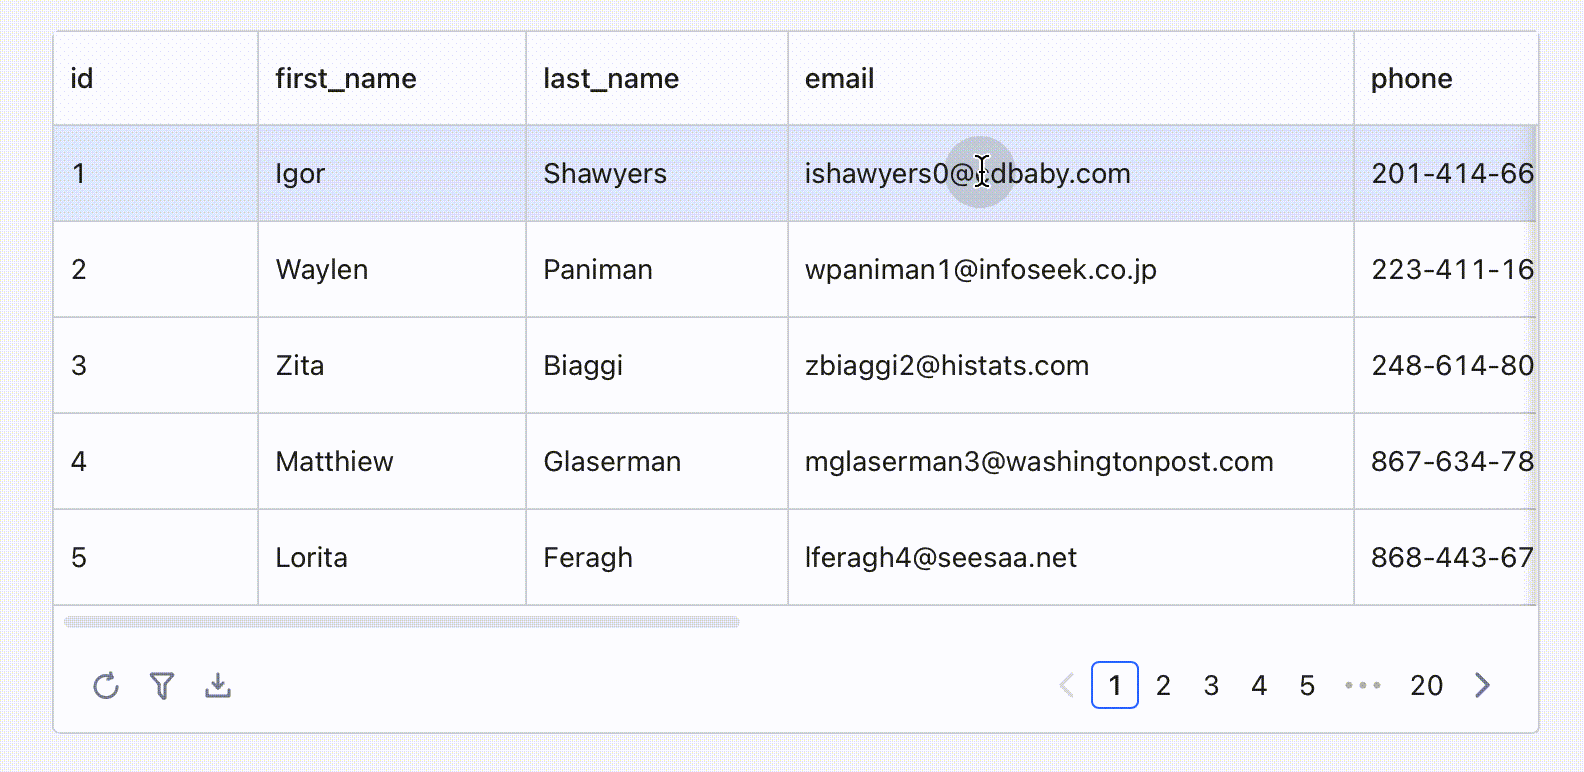 id first_name last_name email phone
1 Igor Shawyers ishawyers0@cdbaby.com 201-414-66
2 Waylen Paniman wpaniman1@infoseek.co.jp 223-411-16
3 Zita Biaggi zbiaggi2@histats.com 248-614-80
4 Matthiew Glaserman mglaserman3@washingtonpost.com 867-634-78
5 Lorita Feragh lferagh4@seesaa.net 868-443-67
1 2 3 4 5 ••• 20